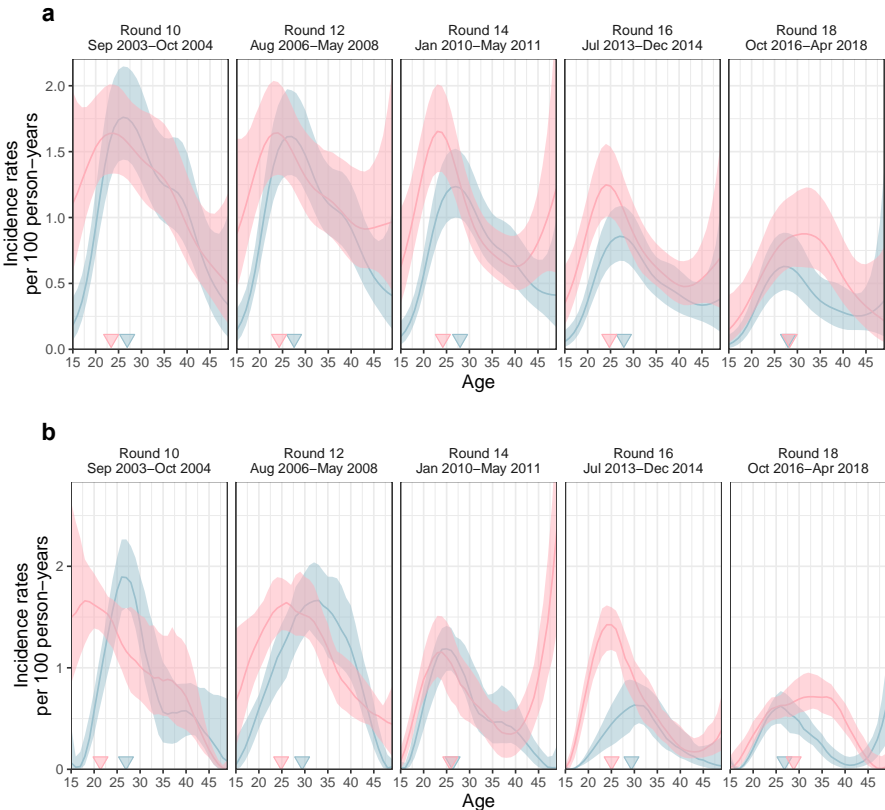 a
Round 10
Sep 2003–Oct 2004
Round 12
Aug 2006–May 2008
Round 14
Jan 2010–May 2011
Round 16
Jul 2013–Dec 2014
Round 18
Oct 2016–Apr 2018
Incidence rates
per 100 person−years
2.0
1.5
1.0
0.5
0.0
15 20 25 30 35 40 45
15 20 25 30 35 40 45
15 20 25 30 35 40 45
15 20 25 30 35 40 45
15 20 25 30 35 40 45
Age
b
Round 10
Sep 2003–Oct 2004
Round 12
Aug 2006–May 2008
Round 14
Jan 2010–May 2011
Round 16
Jul 2013–Dec 2014
Round 18
Oct 2016–Apr 2018
Incidence rates
per 100 person−years
2
1
0
15 20 25 30 35 40 45
15 20 25 30 35 40 45
15 20 25 30 35 40 45
15 20 25 30 35 40 45
15 20 25 30 35 40 45
Age